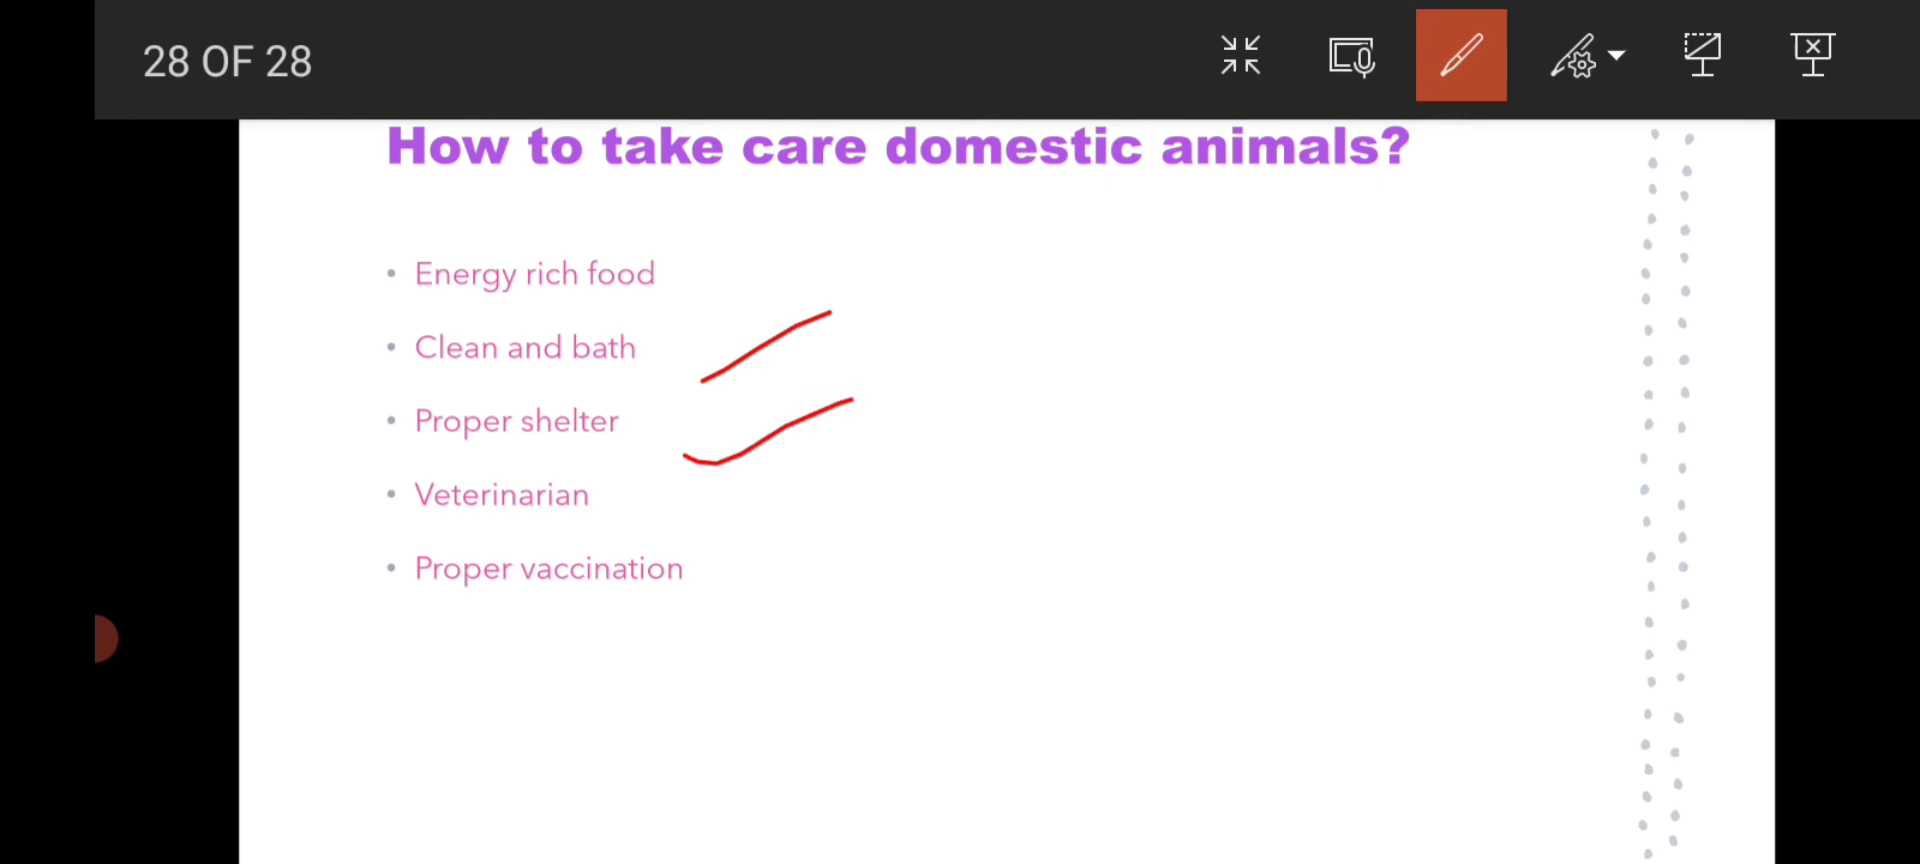 28 OF 28
How to take care domestic animals?
• Energy rich food
• Clean and bath
• Proper shelter
• Veterinarian
• Proper vaccination